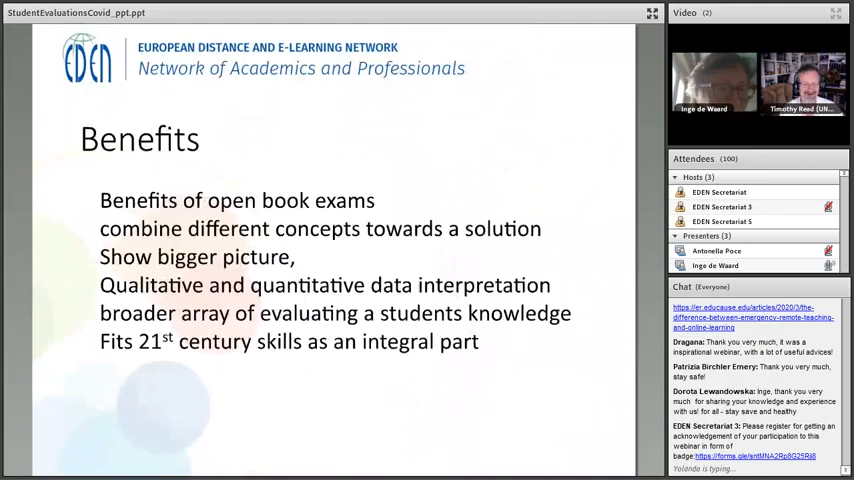 StudentEvaluationsCovid_ppt.ppt
EDEN
EUROPEAN DISTANCE AND E-LEARNING NETWORK
Network of Academics and Professionals
Benefits
Benefits of open book exams
combine different concepts towards a solution
Show bigger picture,
Qualitative and quantitative data interpretation
broader array of evaluating a students knowledge
Fits 21st century skills as an integral part
Video (2)
Inge de Waard
Timothy Read (UN...
Attendees (100)
Hosts (3)
EDEN Secretariat
EDEN Secretariat 3
EDEN Secretariat 5
Presenters (3)
Antonella Poce
Inge de Waard
Chat (Everyone)
https://er.educause.edu/articles/2020/3/the-
difference-between-emergency-remote-teaching-
and-online-learning
Dragana: Thank you very much, it was a
inspirational webinar, with a lot of useful advices!
Patrizia Birchler Emery: Thank you very much,
stay safe!
Dorota Lewandowska: Inge, thank you very
much for sharing your knowledge and experience
with us! for all - stay save and healthy
EDEN Secretariat 3: Please register for getting an
acknowledgement of your participation to this
webinar in form of
badge:https://forms.gle/sntMNA2Rp8G25Rji8
Yolanda is typing...